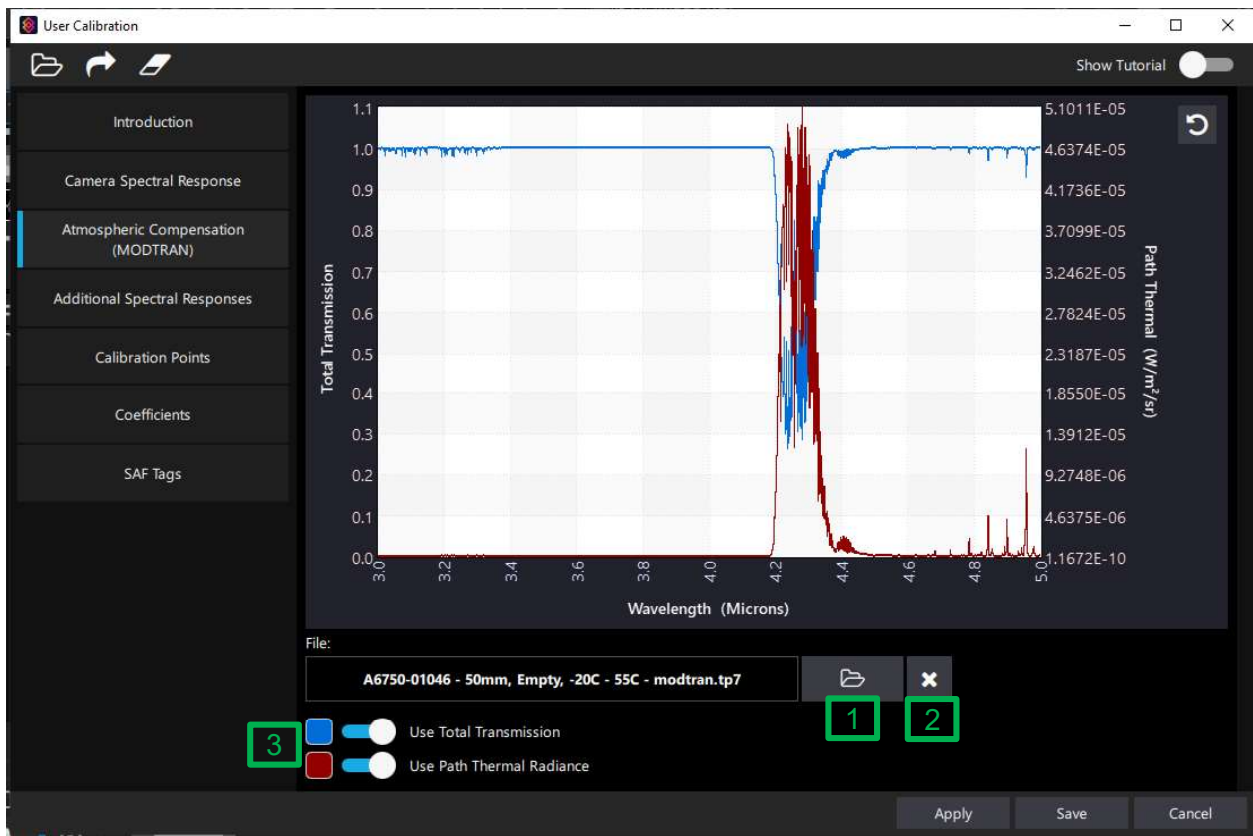 User Calibration
Show Tutorial
Introduction
Camera Spectral Response
Atmospheric Compensation
(MODTRAN)
Additional Spectral Responses
Calibration Points
Coefficients
SAF Tags
Total Transmission
1.1
1.0
0.9
0.8
0.7
0.6
0.5
0.4
0.3
0.2
0.1
0.0
3.0
3.2
3.4
3.6
3.8
4.0
4.2
4.4
4.6
4.8
5.0
Wavelength (Microns)
5.1011E-05
4.6374E-05
4.1736E-05
3.7099E-05
3.2462E-05
2.7824E-05
2.3187E-05
1.8550E-05
1.3912E-05
9.2748E-06
4.6375E-06
1.1672E-10
Path Thermal (W/m²/sr)
File:
A6750-01046 - 50mm, Empty, -20C - 55C - modtran.tp7
1
2
3
Use Total Transmission
Use Path Thermal Radiance
Apply
Save
Cancel